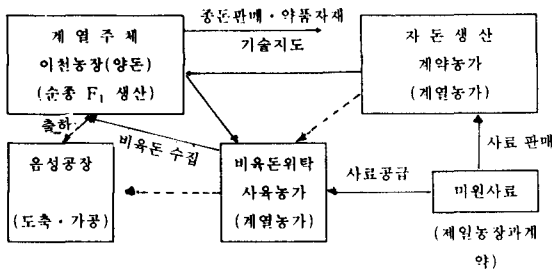 종돈판매·약품자재
기술지도
계열주체
이천농장(양돈)
(순종 F₁ 생산)
자돈생산
계약농가
(계열농가)
출하
비육돈 수집
사료 판매
음성공장
(도축·가공)
비육돈위탁
사육농가
(계열농가)
사료공급
미원사료
(제일농장과계
약)